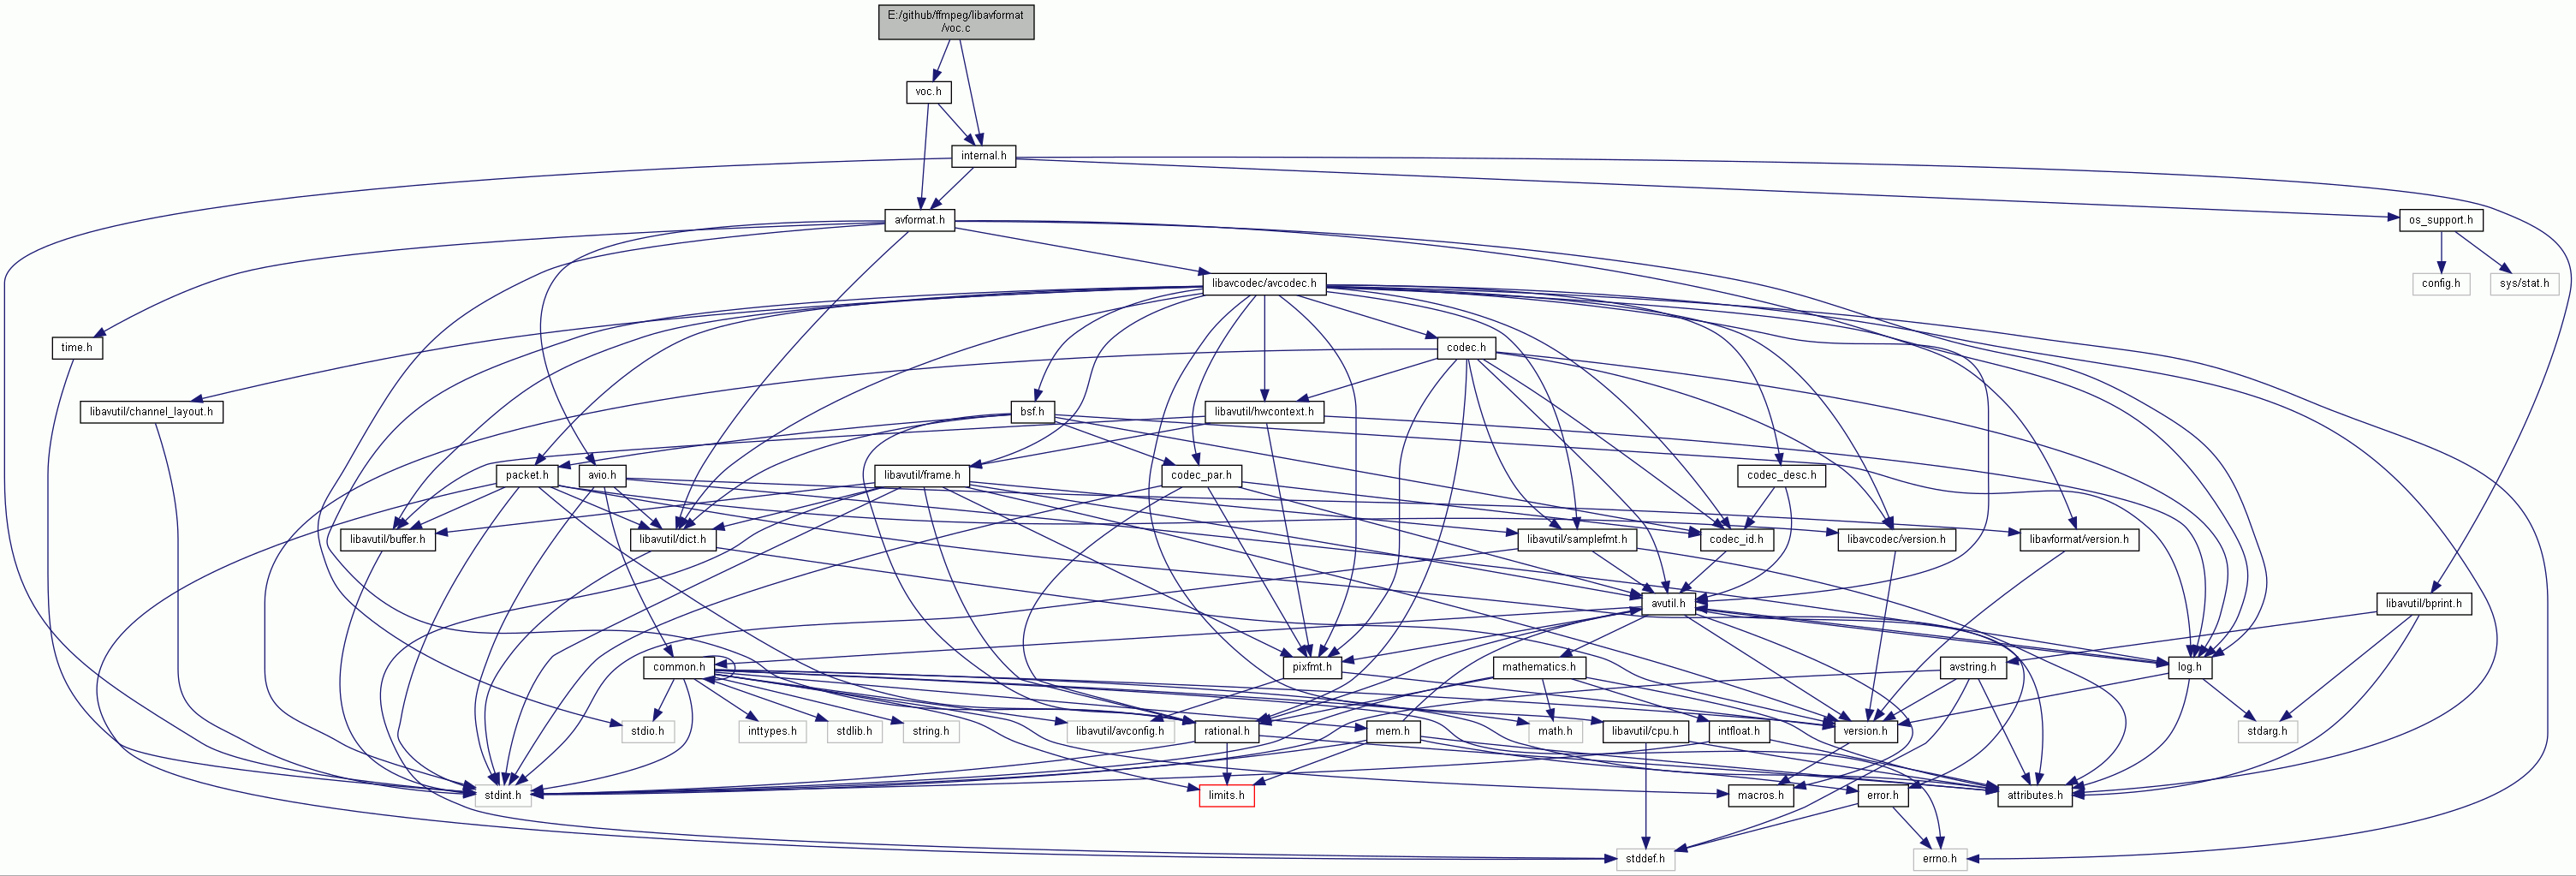 E:/github/ffmpeg/libavformat
/voc.c
voc.h
internal.h
avformat.h
os_support.h
libavcodec/avcodec.h
config.h
sys/stat.h
time.h
codec.h
libavutil/channel_layout.h
bsf.h
libavutil/hwcontext.h
packet.h
avio.h
libavutil/frame.h
codec_par.h
codec_desc.h
libavutil/buffer.h
libavutil/dict.h
libavutil/samplefmt.h
codec_id.h
libavcodec/version.h
libavformat/version.h
avutil.h
libavutil/bprint.h
common.h
pixfmt.h
mathematics.h
avstring.h
log.h
stdio.h
inttypes.h
stdlib.h
string.h
libavutil/avconfig.h
rational.h
mem.h
math.h
libavutil/cpu.h
intfloat.h
version.h
stdarg.h
stdint.h
limits.h
macros.h
error.h
attributes.h
stddef.h
errno.h